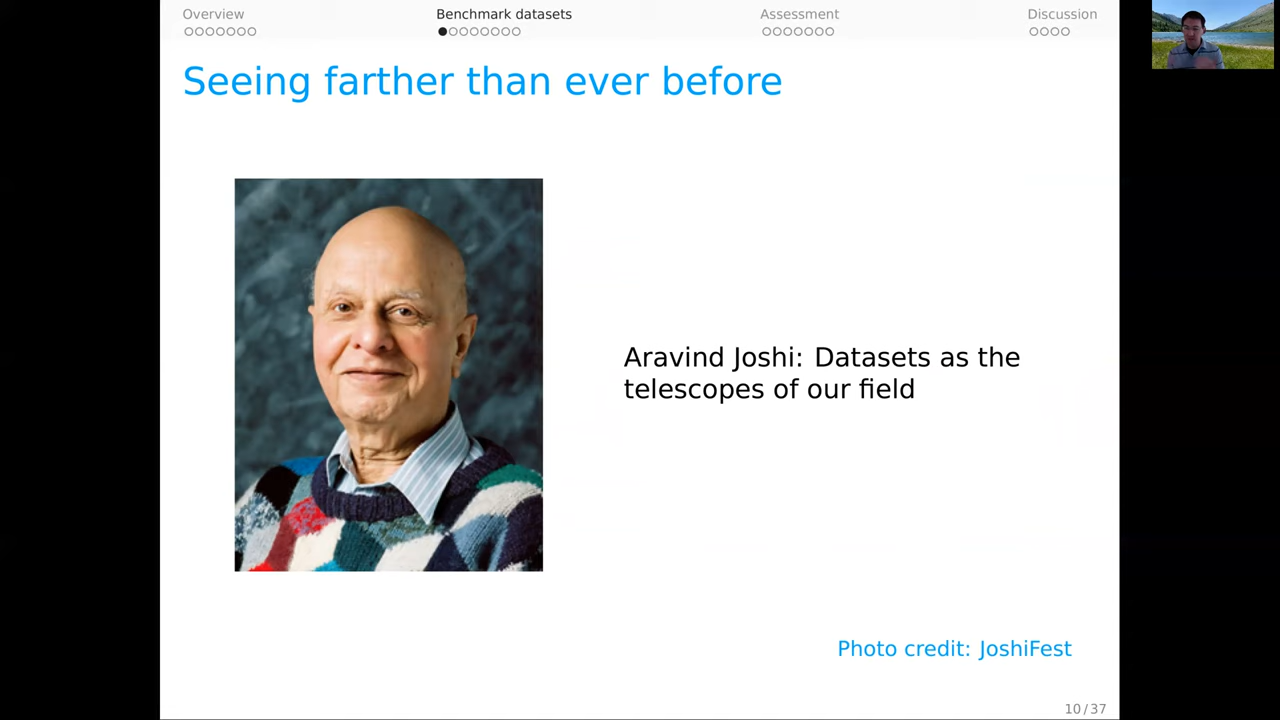 Overview Benchmark datasets Assessment Discussion
Seeing farther than ever before
Aravind Joshi: Datasets as the
telescopes of our field
Photo credit: JoshiFest
10/37